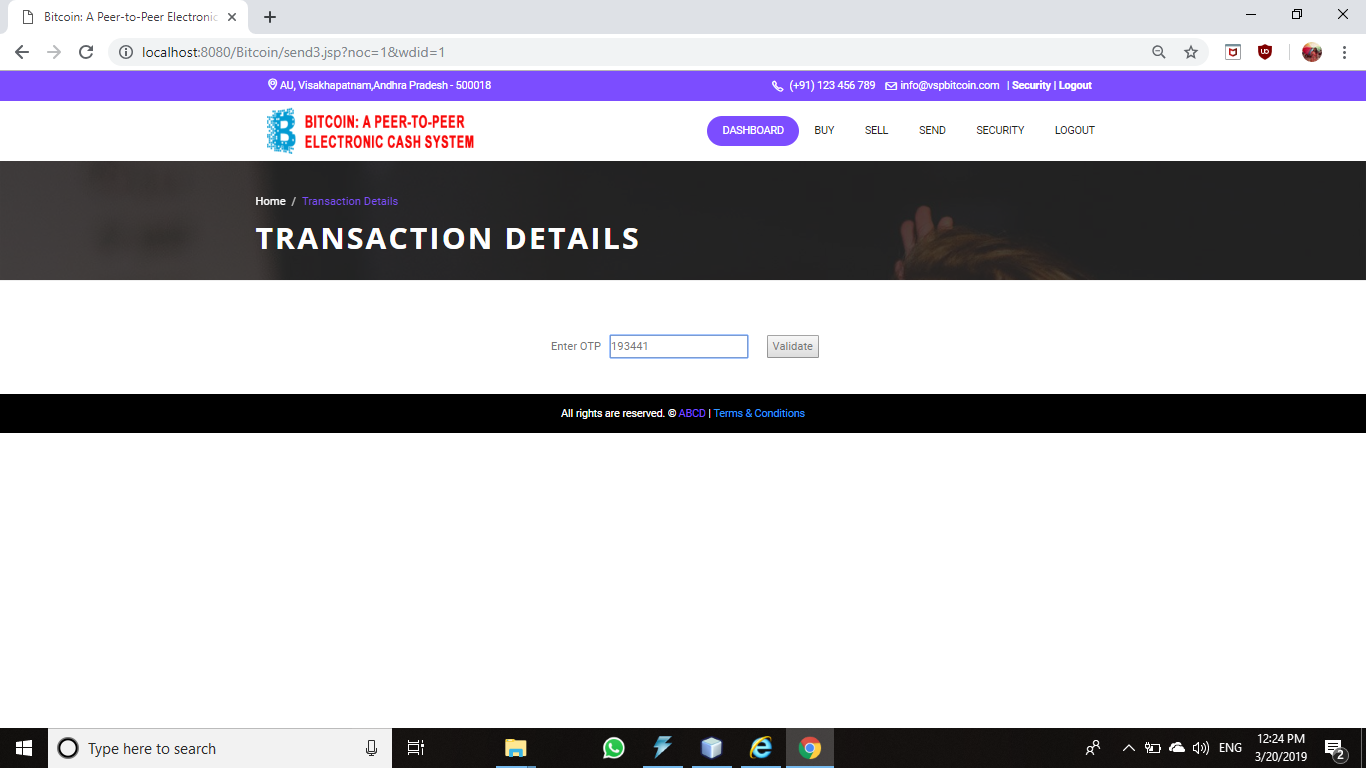 Bitcoin: A Peer-to-Peer Electronic
localhost:8080/Bitcoin/send3.jsp?noc=1&wdid=1
AU, Visakhapatnam,Andhra Pradesh - 500018 (+91) 123 456 789 info@vspbitcoin.com | Security | Logout
BITCOIN: A PEER-TO-PEER
ELECTRONIC CASH SYSTEM
DASHBOARD BUY SELL SEND SECURITY LOGOUT
Home / Transaction Details
TRANSACTION DETAILS
Enter OTP 193441 Validate
All rights are reserved. © ABCD | Terms & Conditions
Type here to search
ENG
12:24 PM
3/20/2019
2